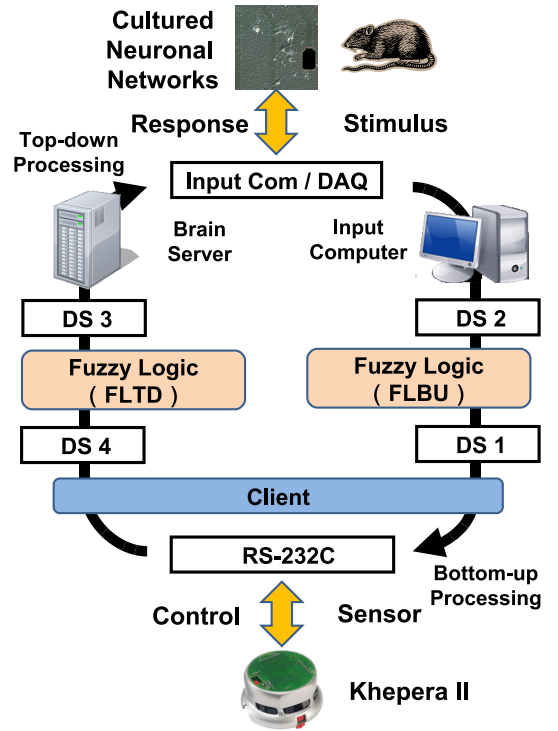 Cultured
Neuronal
Networks
Response
Stimulus
Top-down
Processing
Input Com / DAQ
Brain
Server
Input
Computer
DS 3
DS 2
Fuzzy Logic
( FLTD )
Fuzzy Logic
( FLBU )
DS 4
DS 1
Client
RS-232C
Bottom-up
Processing
Control
Sensor
Khepera II